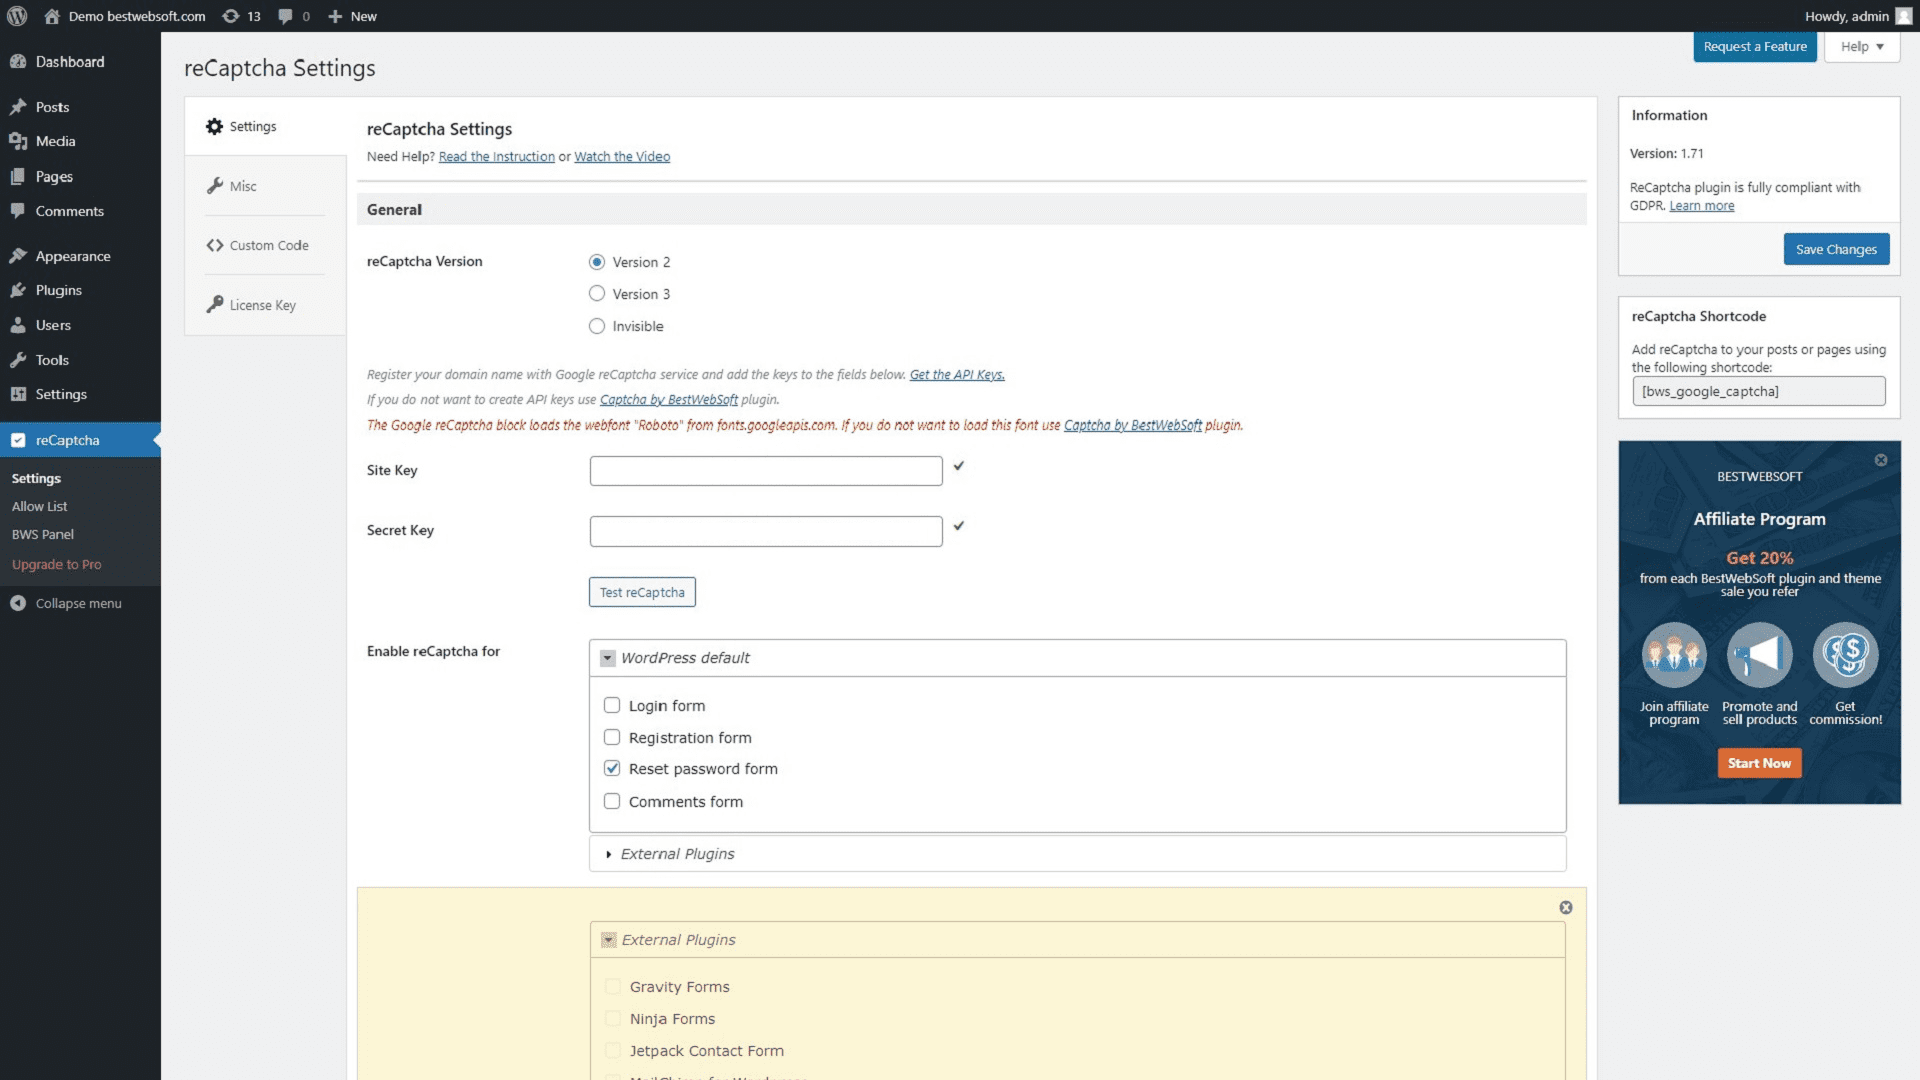 Demo bestwebsoft.com 13 0 New
Howdy, admin
Dashboard
Posts
Media
Pages
Comments
Appearance
Plugins
Users
Tools
Settings
reCaptcha
Settings
Allow List
BWS Panel
Upgrade to Pro
Collapse menu
Request a Feature
Help
reCaptcha Settings
Settings
Misc
Custom Code
License Key
reCaptcha Settings
Need Help? Read the Instruction or Watch the Video
General
reCaptcha Version
Version 2
Version 3
Invisible
Register your domain name with Google reCaptcha service and add the keys to the fields below. Get the API Keys.
If you do not want to create API keys use Captcha by BestWebSoft plugin.
The Google reCaptcha block loads the webfont "Roboto" from fonts.googleapis.com. If you do not want to load this font use Captcha by BestWebSoft plugin.
Site Key
Secret Key
Test reCaptcha
Enable reCaptcha for
WordPress default
Login form
Registration form
Reset password form
Comments form
External Plugins
External Plugins
Gravity Forms
Ninja Forms
Jetpack Contact Form
Information
Version: 1.71
ReCaptcha plugin is fully compliant with
GDPR. Learn more
Save Changes
reCaptcha Shortcode
Add reCaptcha to your posts or pages using
the following shortcode:
[bws_google_captcha]
BESTWEBSOFT
Affiliate Program
Get 20%
from each BestWebSoft plugin and theme
sale you refer
Join affiliate
program
Promote and
sell products
Get
commission!
Start Now